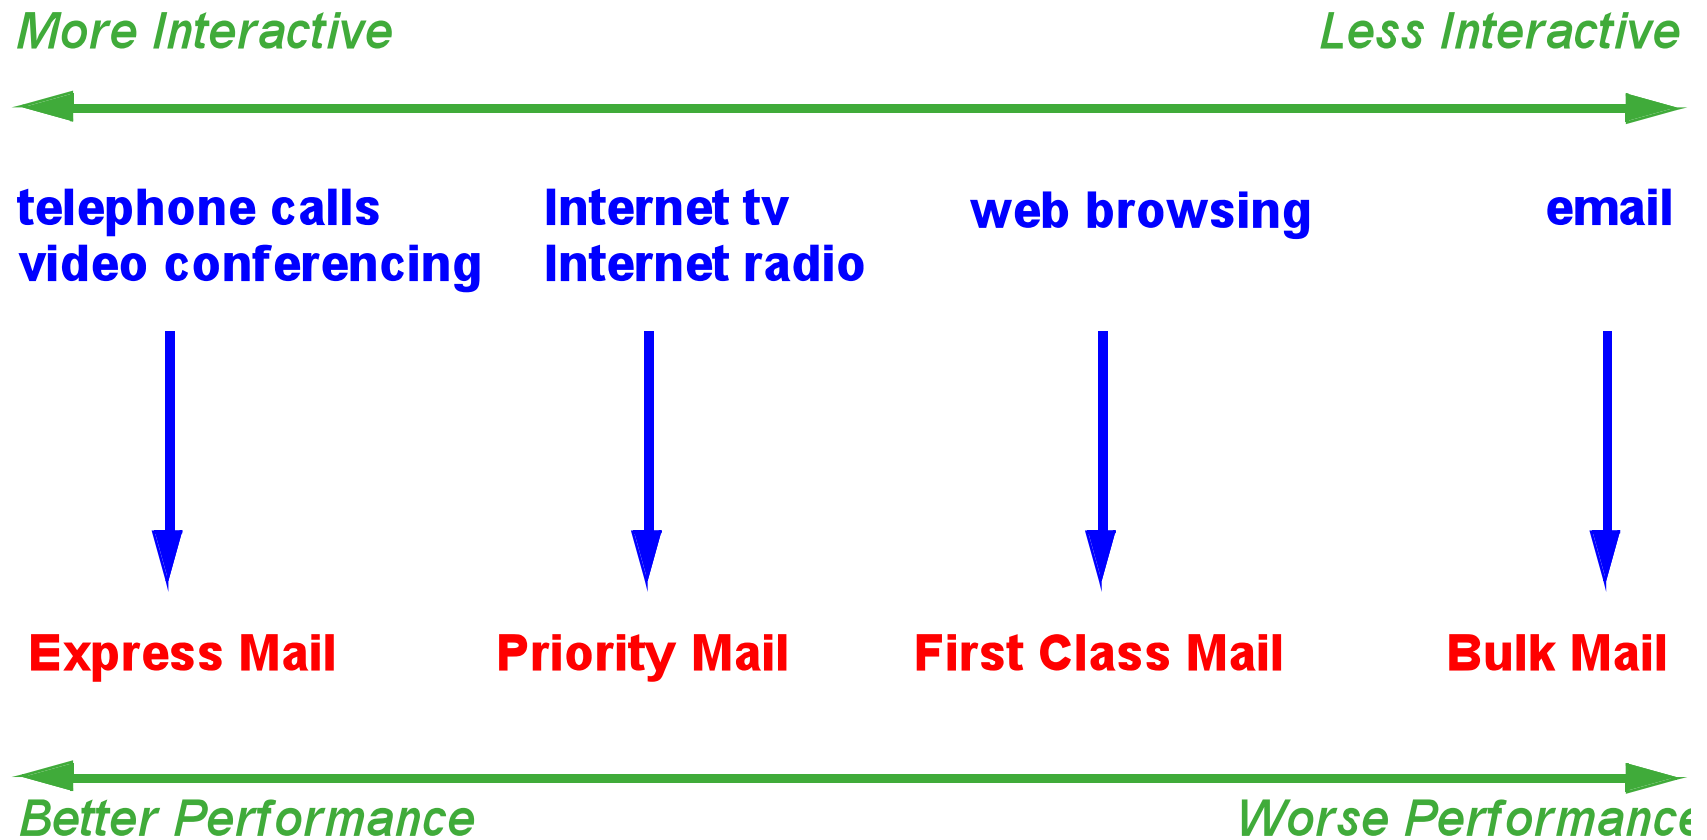 More Interactive
Less Interactive
telephone calls
video conferencing
Internet tv
Internet radio
web browsing
email
Express Mail
Priority Mail
First Class Mail
Bulk Mail
Better Performance
Worse Performance